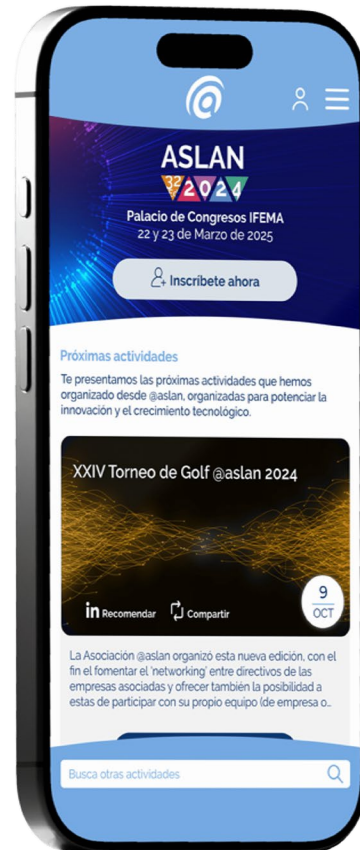 ASLAN
32 2024
Palacio de Congresos IFEMA
22 y 23 de Marzo de 2025
Inscríbete ahora
Próximas actividades
Te presentamos las próximas actividades que hemos
organizado desde @aslan, organizadas para potenciar la
innovación y el crecimiento tecnológico.
XXIV Torneo de Golf @aslan 2024
in Recomendar Compartir
9
OCT
La Asociación @aslan organizó esta nueva edición, con el
fin el fomentar el 'networking' entre directivos de las
empresas asociadas y ofrecer también la posibilidad a
estas de participar con su propio equipo (de empresa o...
Busca otras actividades